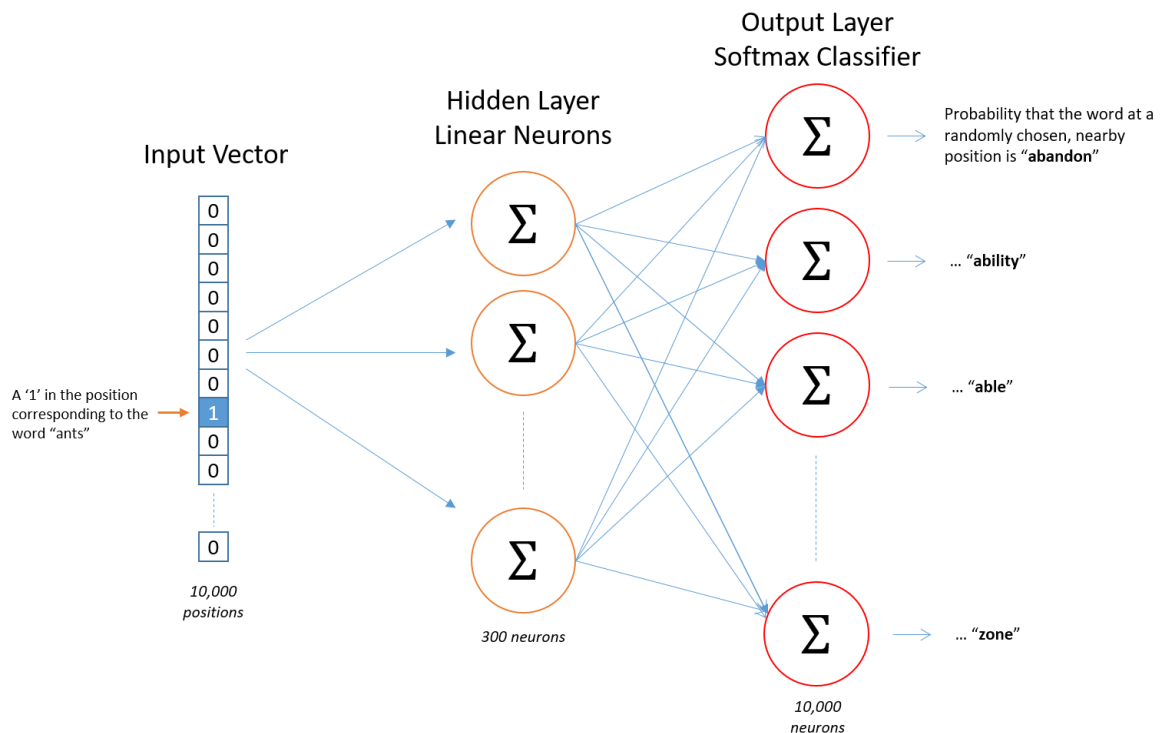 Output Layer
Softmax Classifier
Hidden Layer
Linear Neurons
Input Vector
0
0
0
0
0
0
0
1
0
0
0
A ‘1’ in the position
corresponding to the
word “ants”
10,000
positions
Σ
Σ
Σ
300 neurons
Σ
Σ
Σ
Σ
10,000
neurons
Probability that the word at a
randomly chosen, nearby
position is “abandon”
... “ability”
... “able”
... “zone”